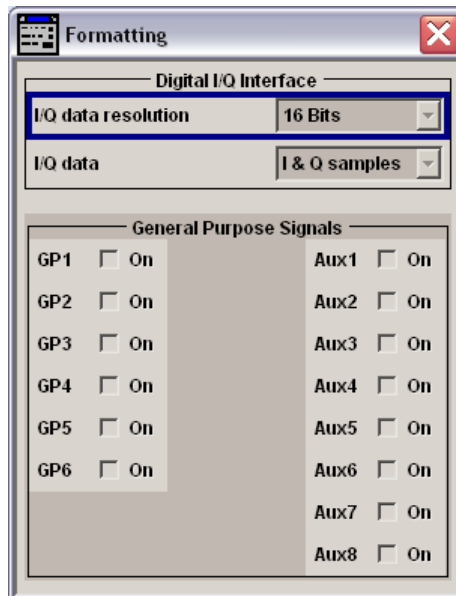 Formatting
Digital I/Q Interface
I/Q data resolution 16 Bits
I/Q data I & Q samples
General Purpose Signals
GP1 On Aux1 On
GP2 On Aux2 On
GP3 On Aux3 On
GP4 On Aux4 On
GP5 On Aux5 On
GP6 On Aux6 On
Aux7 On
Aux8 On